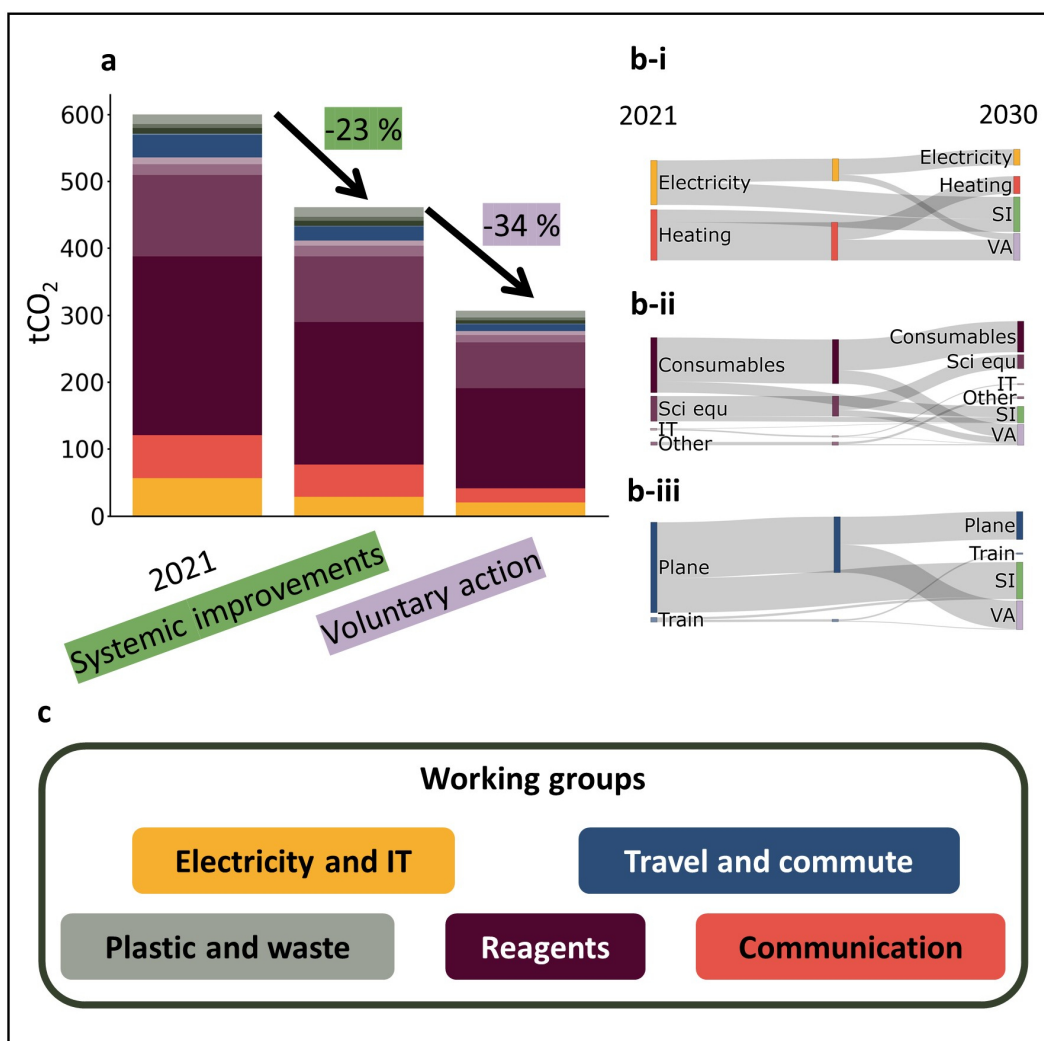 a
tCO₂
600
500
400
300
200
100
0
-23 %
-34 %
2021
Systemic improvements
Voluntary action
b-i
2021
2030
Electricity
Heating
Electricity
Heating
SI
VA
b-ii
Consumables
Sci equ
IT
Other
Consumables
Sci equ
IT
Other
SI
VA
b-iii
Plane
Train
Plane
Train
SI
VA
c
Working groups
Electricity and IT
Travel and commute
Plastic and waste
Reagents
Communication